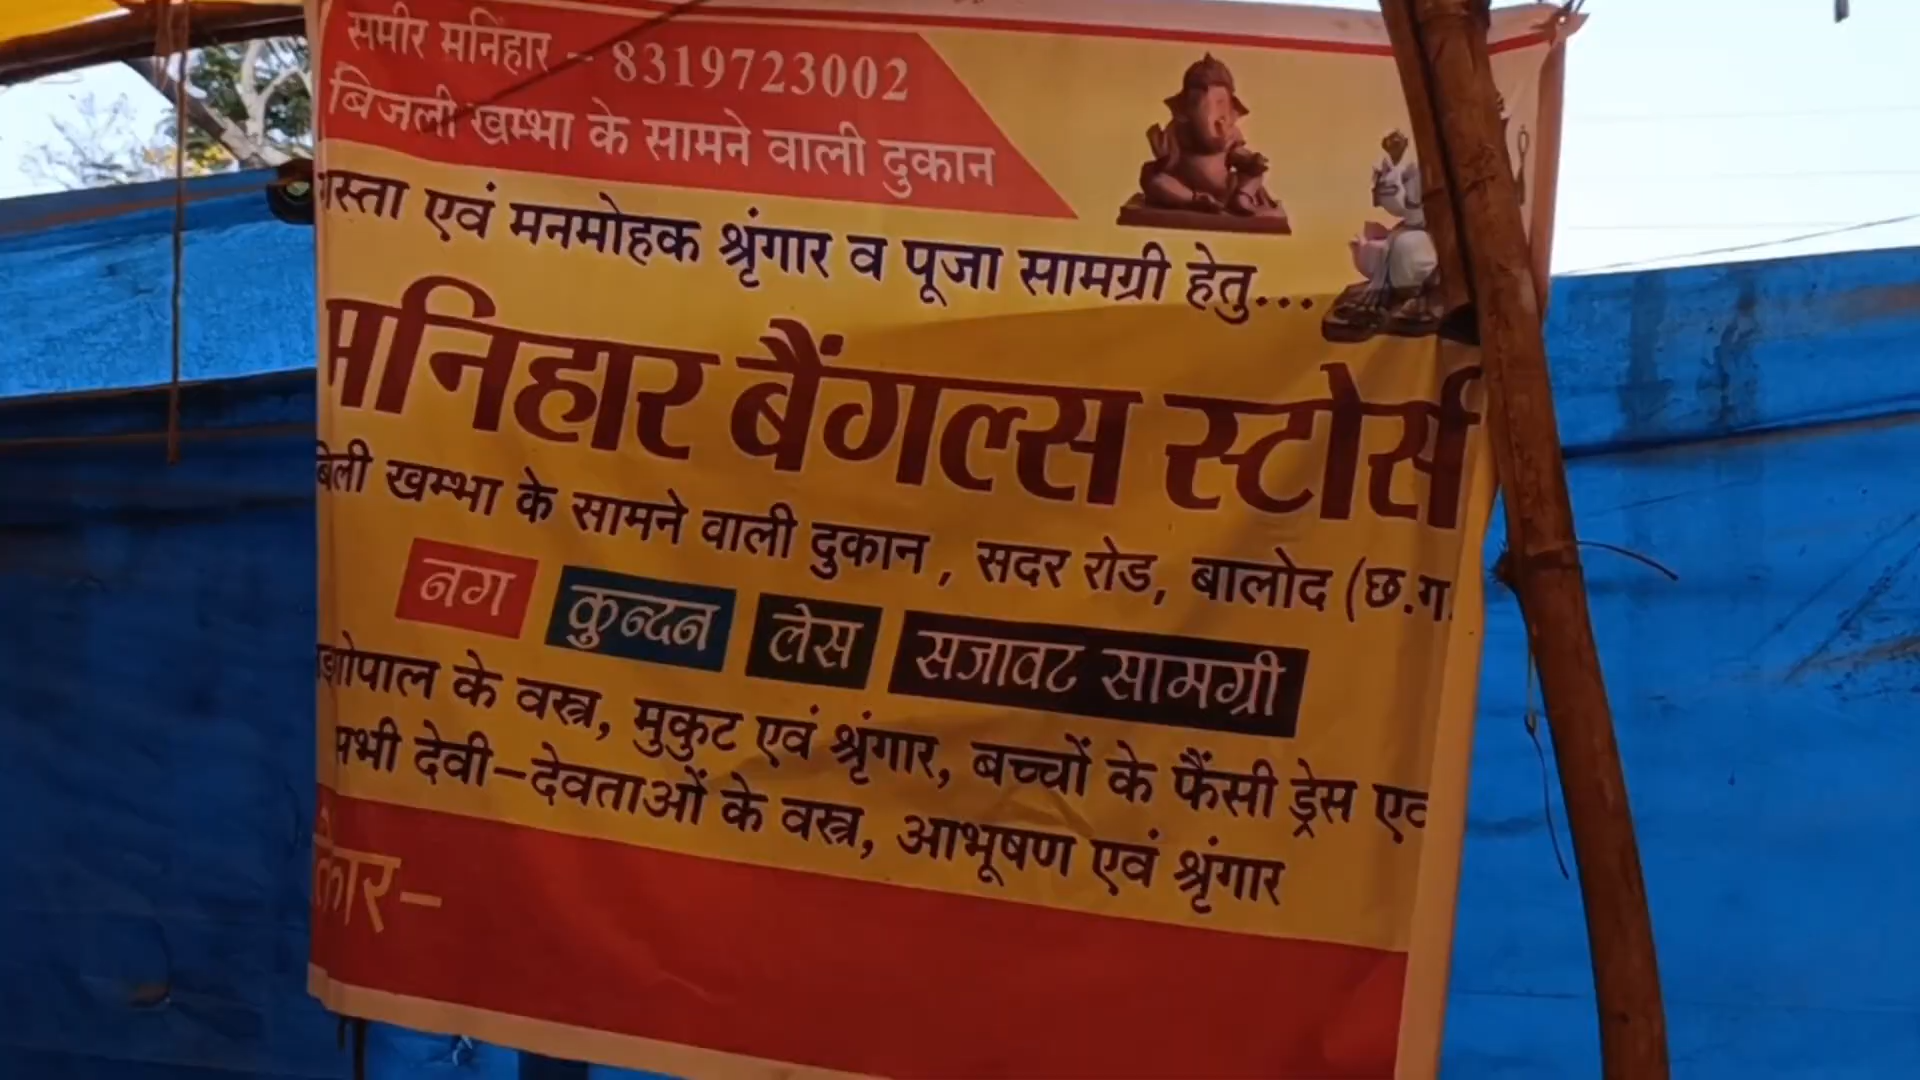 समीर मनिहार - 8319723002
बिजली खम्भा के सामने वाली दुकान
सस्ता एवं मनमोहक श्रृंगार व पूजा सामग्री हेतु...
मनिहार बैंगल्स स्टोर्स
खम्भा के सामने वाली दुकान, सदर रोड, बालोद (छ.ग.
नग कुन्दन लेस सजावट सामग्री
के वस्त्र, मुकुट एवं श्रृंगार, बच्चों के फैंसी ड्रेस एवं
सभी देवी-देवताओं के वस्त्र, आभूषण एवं श्रृंगार